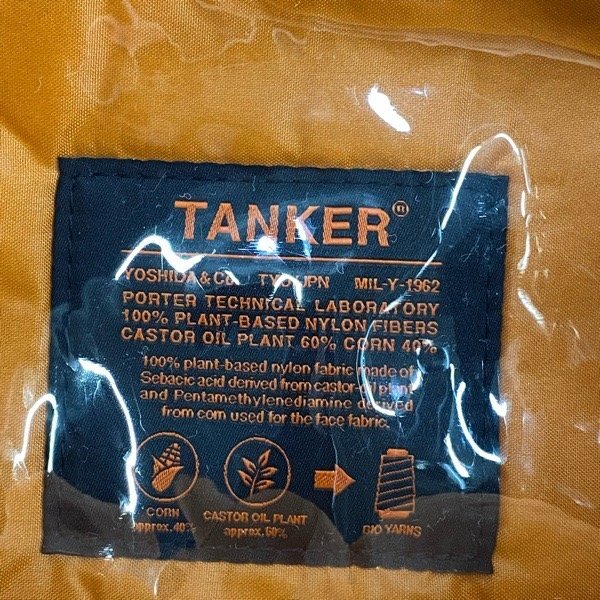 TANKER®
YOSHIDA & CO. TYO. JPN MIL-Y-1962
PORTER TECHNICAL LABORATORY
100% PLANT-BASED NYLON FIBERS
CASTOR OIL PLANT 60% CORN 40%
100% plant-based nylon fabric made of
Sebacic acid derived from castor-oil plant
and Pentamethylenediamine derived
from corn used for the face fabric.
CORN CASTOR OIL PLANT BIO YARNS
approx. 40% approx. 60%